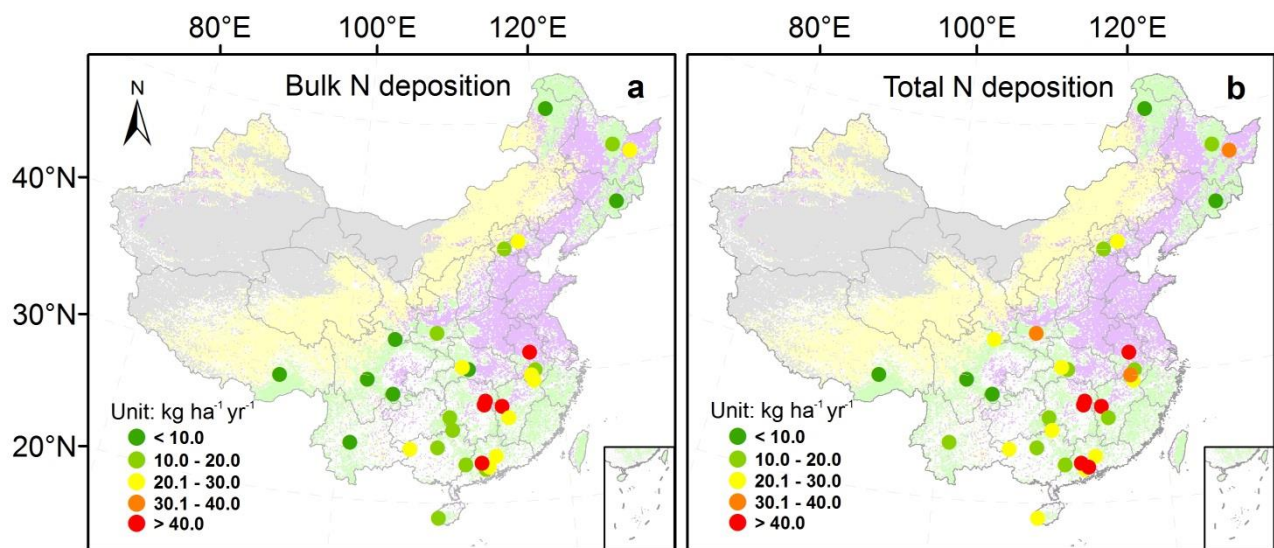 80°E 100°E 120°E 80°E 100°E 120°E
N Bulk N deposition a Total N deposition b
40°N
30°N
20°N
Unit: kg ha⁻¹ yr⁻¹ Unit: kg ha⁻¹ yr⁻¹
< 10.0 < 10.0
10.0 - 20.0 10.0 - 20.0
20.1 - 30.0 20.1 - 30.0
30.1 - 40.0 30.1 - 40.0
> 40.0 > 40.0